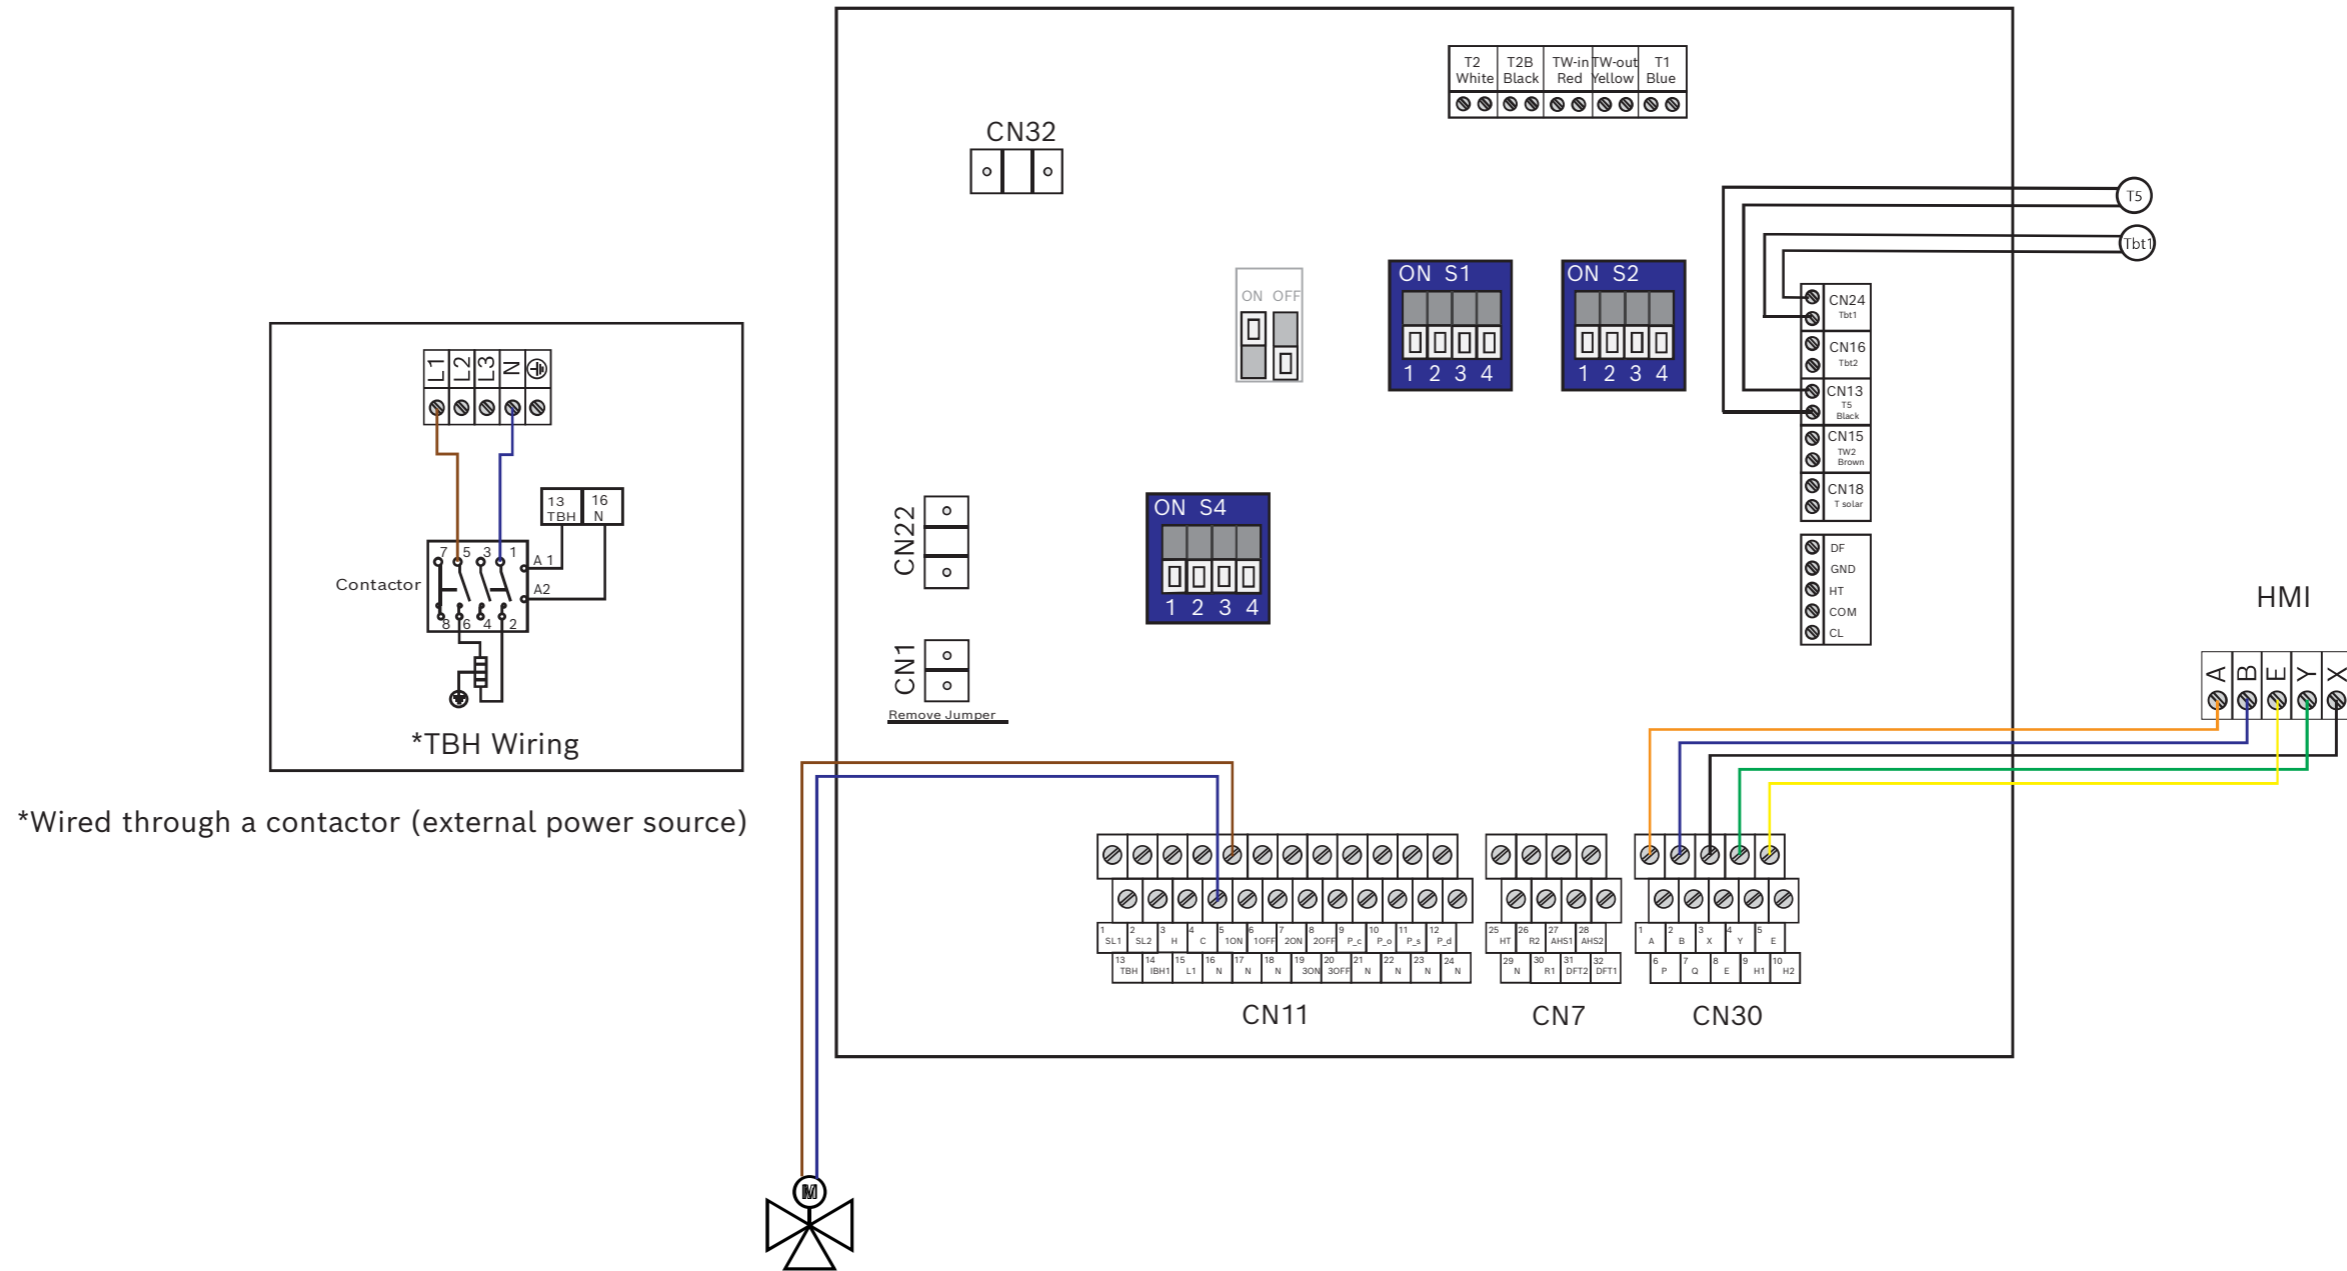 T2 T2B TW-in TW-out T1
White Black Red Yellow Blue
CN32
T5
Tbt1
ON OFF
ON S1
1 2 3 4
ON S2
1 2 3 4
CN24
Tbt1
CN16
Tbt2
CN13
T5
Black
CN15
TW2
Brown
CN18
T solar
DF
GND
HT
COM
CL
L1 L2 L3 N
13 16
TBH N
7 5 3 1
A 1
A2
Contactor
8 6 4 2
*TBH Wiring
*Wired through a contactor (external power source)
CN22
ON S4
1 2 3 4
CN1
Remove Jumper
HMI
A B E Y X
M
1 2 3 4 5 6 7 8 9 10 11 12
SL1 SL2 H C 1ON 1OFF 2ON 2OFF P_c P_o P_s P_d
13 14 15 16 17 18 19 20 21 22 23 24
TBH IBH1 L1 N N N 3ON 3OFF N N N N
CN11
25 26 27 28
HT R2 AHS1 AHS2
29 30 31 32
N R1 DFT2 DFT1
CN7
1 2 3 4 5
A B X Y E
6 7 8 9 10
P Q E H1 H2
CN30